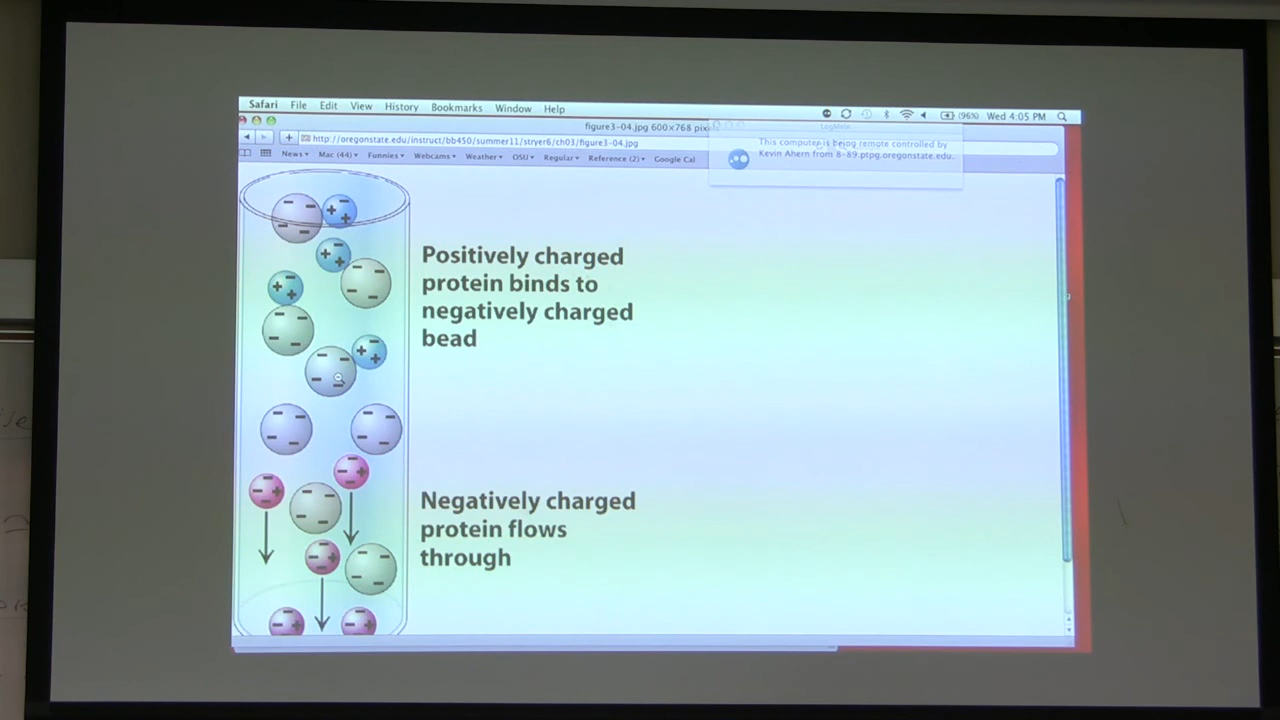 Safari File Edit View History Bookmarks Window Help
(96%) Wed 4:05 PM
figure3-04.jpg 600×768 pix
LogMeIn
http://oregonstate.edu/instruct/bb450/summer11/stryer6/ch03/figure3-04.jpg
This computer is being remote controlled by
Kevin Ahern from 8-89.ptpg.oregonstate.edu.
News Mac (44) Funnies Webcams Weather OSU Regular Reference (2) Google Cal
Positively charged
protein binds to
negatively charged
bead
Negatively charged
protein flows
through